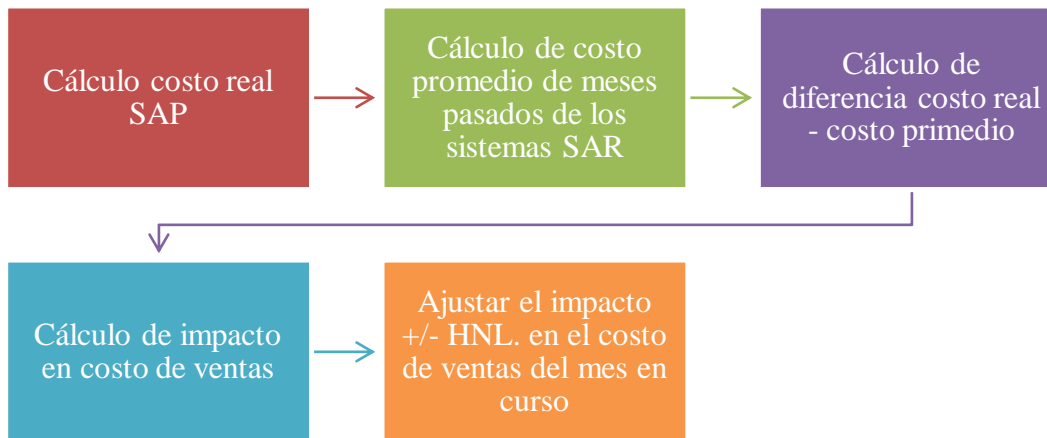 Cálculo costo real
SAP
Cálculo de costo
promedio de meses
pasados de los
sistemas SAR
Cálculo de
diferencia costo real
- costo primedio
Cálculo de impacto
en costo de ventas
Ajustar el impacto
+/- HNL. en el costo
de ventas del mes en
curso